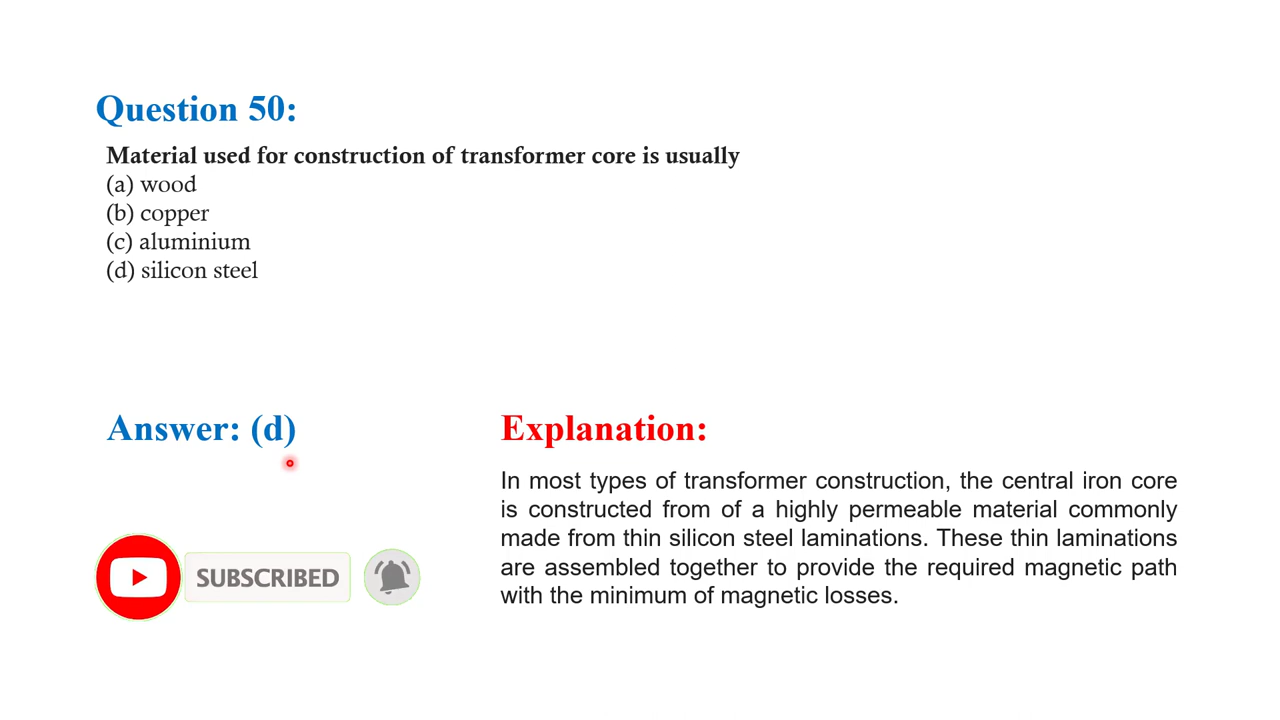 Question 50:
Material used for construction of transformer core is usually
(a) wood
(b) copper
(c) aluminium
(d) silicon steel
Answer: (d)
Explanation:
In most types of transformer construction, the central iron core
is constructed from of a highly permeable material commonly
made from thin silicon steel laminations. These thin laminations
are assembled together to provide the required magnetic path
with the minimum of magnetic losses.
SUBSCRIBED